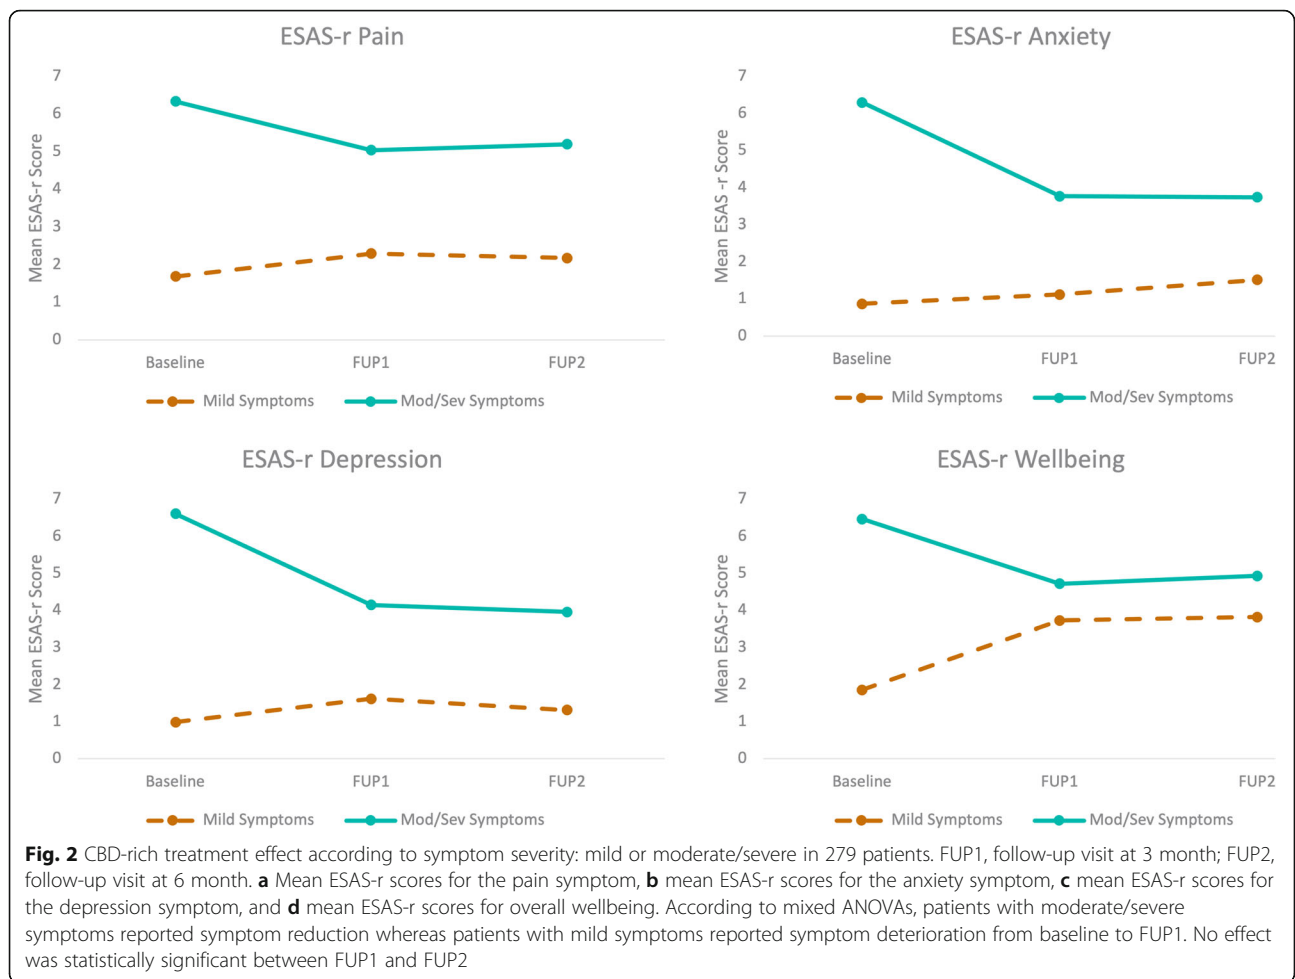 ESAS-r Pain
7
6
5
4
3
2
1
0
Mean ESAS-r Score
Baseline FUP1 FUP2
Mild Symptoms Mod/Sev Symptoms
ESAS-r Anxiety
7
6
5
4
3
2
1
0
Mean ESAS -r Score
Baseline FUP1 FUP2
Mild Symptoms Mod/Sev Symptoms
ESAS-r Depression
7
6
5
4
3
2
1
0
Mean ESAS-r Score
Baseline FUP1 FUP2
Mild Symptoms Mod/Sev Symptoms
ESAS-r Wellbeing
7
6
5
4
3
2
1
0
Mean ESAS-r Score
Baseline FUP1 FUP2
Mild Symptoms Mod/Sev Symptoms
Fig. 2 CBD-rich treatment effect according to symptom severity: mild or moderate/severe in 279 patients. FUP1, follow-up visit at 3 month; FUP2,
follow-up visit at 6 month. a Mean ESAS-r scores for the pain symptom, b mean ESAS-r scores for the anxiety symptom, c mean ESAS-r scores for
the depression symptom, and d mean ESAS-r scores for overall wellbeing. According to mixed ANOVAs, patients with moderate/severe
symptoms reported symptom reduction whereas patients with mild symptoms reported symptom deterioration from baseline to FUP1. No effect
was statistically significant between FUP1 and FUP2